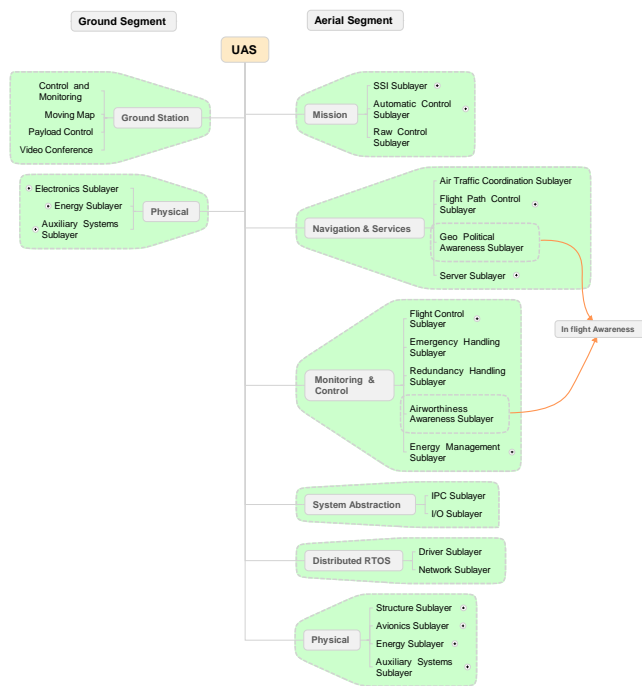 Ground Segment
Aerial Segment
UAS
Control and
Monitoring
Moving Map
Payload Control
Video Conference
Ground Station
Electronics Sublayer
Energy Sublayer
Auxiliary Systems
Sublayer
Physical
Mission
SSI Sublayer
Automatic Control
Sublayer
Raw Control
Sublayer
Navigation & Services
Air Traffic Coordination Sublayer
Flight Path Control
Sublayer
Geo Political
Awareness Sublayer
Server Sublayer
In flight Awareness
Monitoring &
Control
Flight Control
Sublayer
Emergency Handling
Sublayer
Redundancy Handling
Sublayer
Airworthiness
Awareness Sublayer
Energy Management
Sublayer
System Abstraction
IPC Sublayer
I/O Sublayer
Distributed RTOS
Driver Sublayer
Network Sublayer
Physical
Structure Sublayer
Avionics Sublayer
Energy Sublayer
Auxiliary Systems
Sublayer